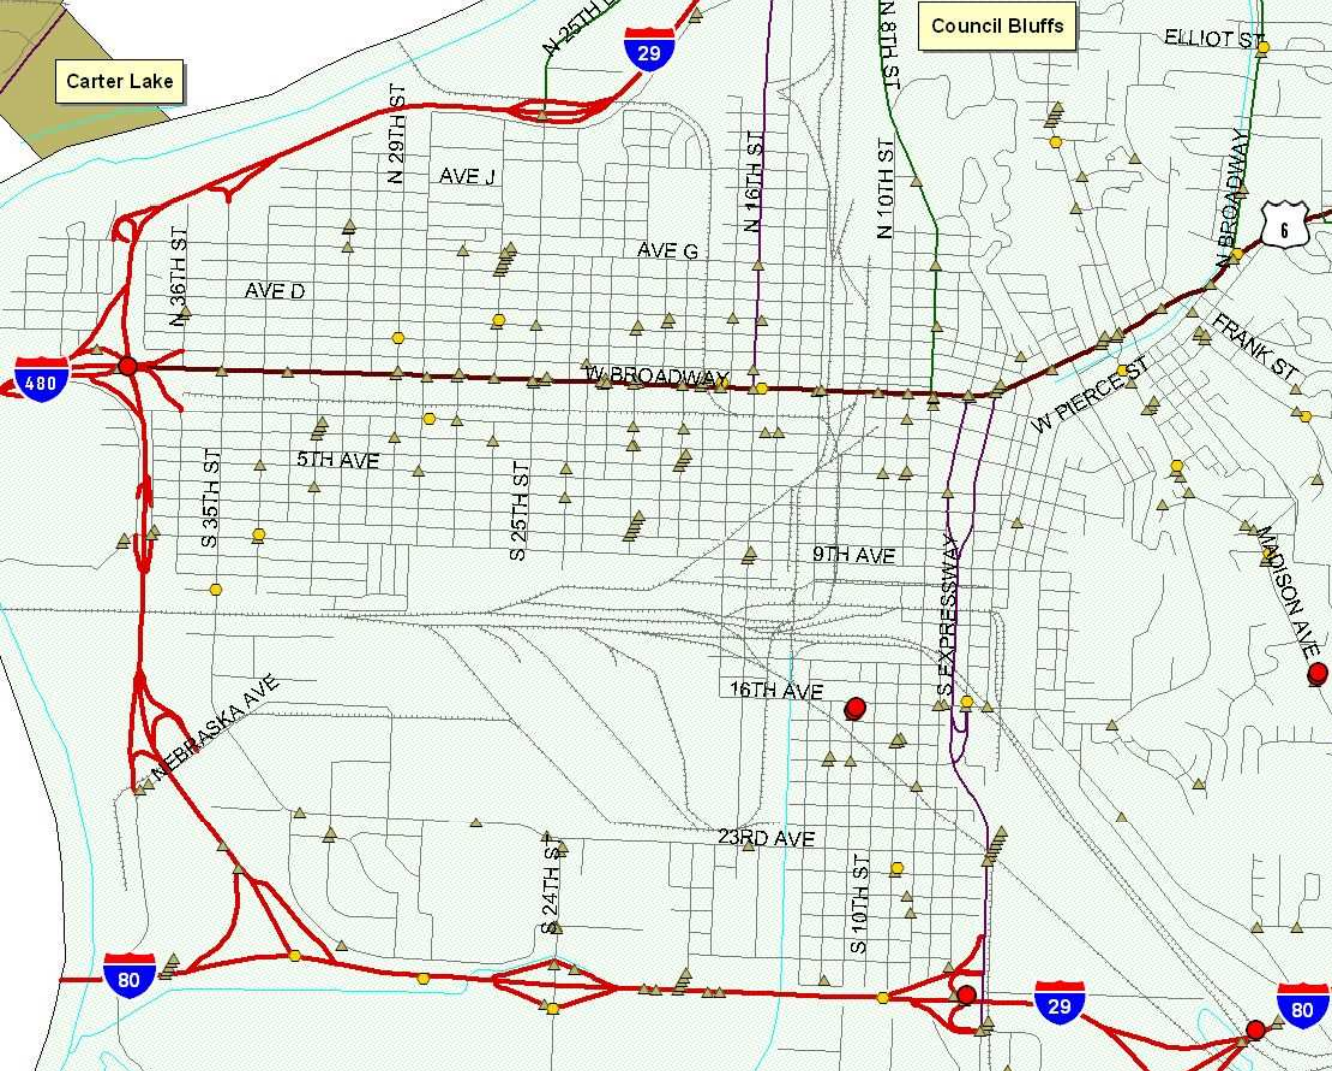 N 25TH
29
N 8TH ST
Council Bluffs
ELLIOT ST
Carter Lake
N 29TH ST
AVE J
N 16TH ST
N 10TH ST
N BROADWAY
6
N 36TH ST
AVE G
AVE D
480
W BROADWAY
W PIERCE ST
FRANK ST
5TH AVE
S 35TH ST
S 25TH ST
9TH AVE
S EXPRESSWAY
MADISON AVE
16TH AVE
NEBRASKA AVE
23RD AVE
S 24TH ST
S 10TH ST
80
29
80